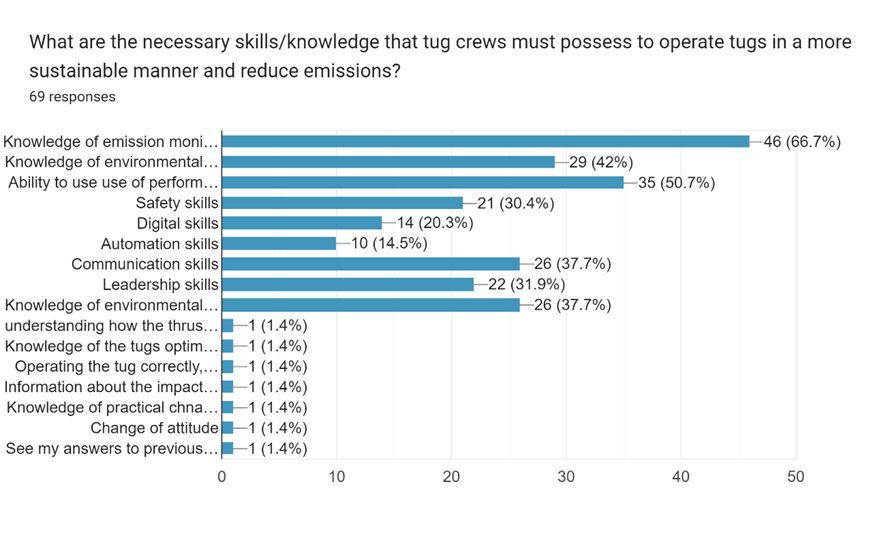 What are the necessary skills/knowledge that tug crews must possess to operate tugs in a more
sustainable manner and reduce emissions?
69 responses
Knowledge of emission moni… 46 (66.7%)
Knowledge of environmental… 29 (42%)
Ability to use use of perform… 35 (50.7%)
Safety skills 21 (30.4%)
Digital skills 14 (20.3%)
Automation skills 10 (14.5%)
Communication skills 26 (37.7%)
Leadership skills 22 (31.9%)
Knowledge of environmental… 26 (37.7%)
understanding how the thrus… 1 (1.4%)
Knowledge of the tugs optim… 1 (1.4%)
Operating the tug correctly,… 1 (1.4%)
Information about the impact… 1 (1.4%)
Knowledge of practical chna… 1 (1.4%)
Change of attitude 1 (1.4%)
See my answers to previous… 1 (1.4%)
0 10 20 30 40 50